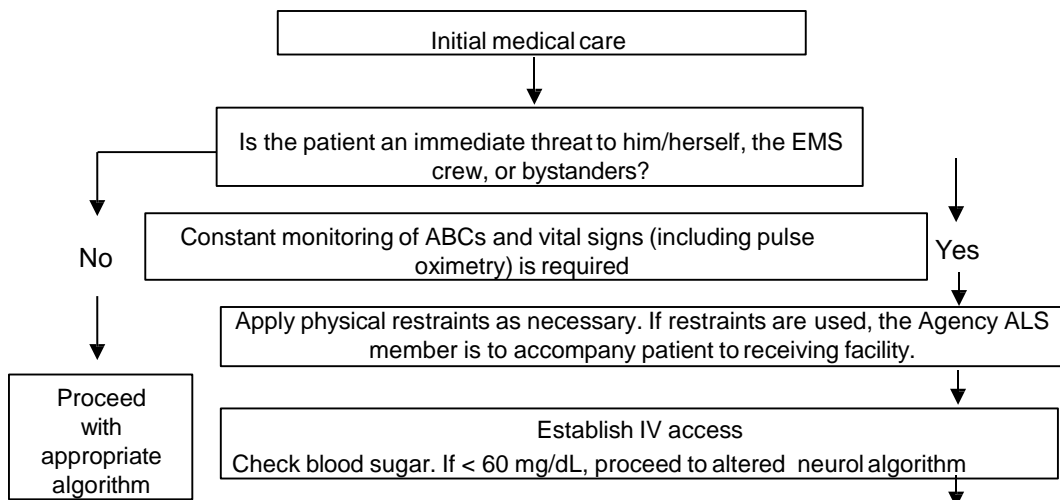 Initial medical care
Is the patient an immediate threat to him/herself, the EMS
crew, or bystanders?
Constant monitoring of ABCs and vital signs (including pulse
oximetry) is required
No
Yes
Apply physical restraints as necessary. If restraints are used, the Agency ALS
member is to accompany patient to receiving facility.
Proceed
with
appropriate
algorithm
Establish IV access
Check blood sugar. If < 60 mg/dL, proceed to altered neurol algorithm